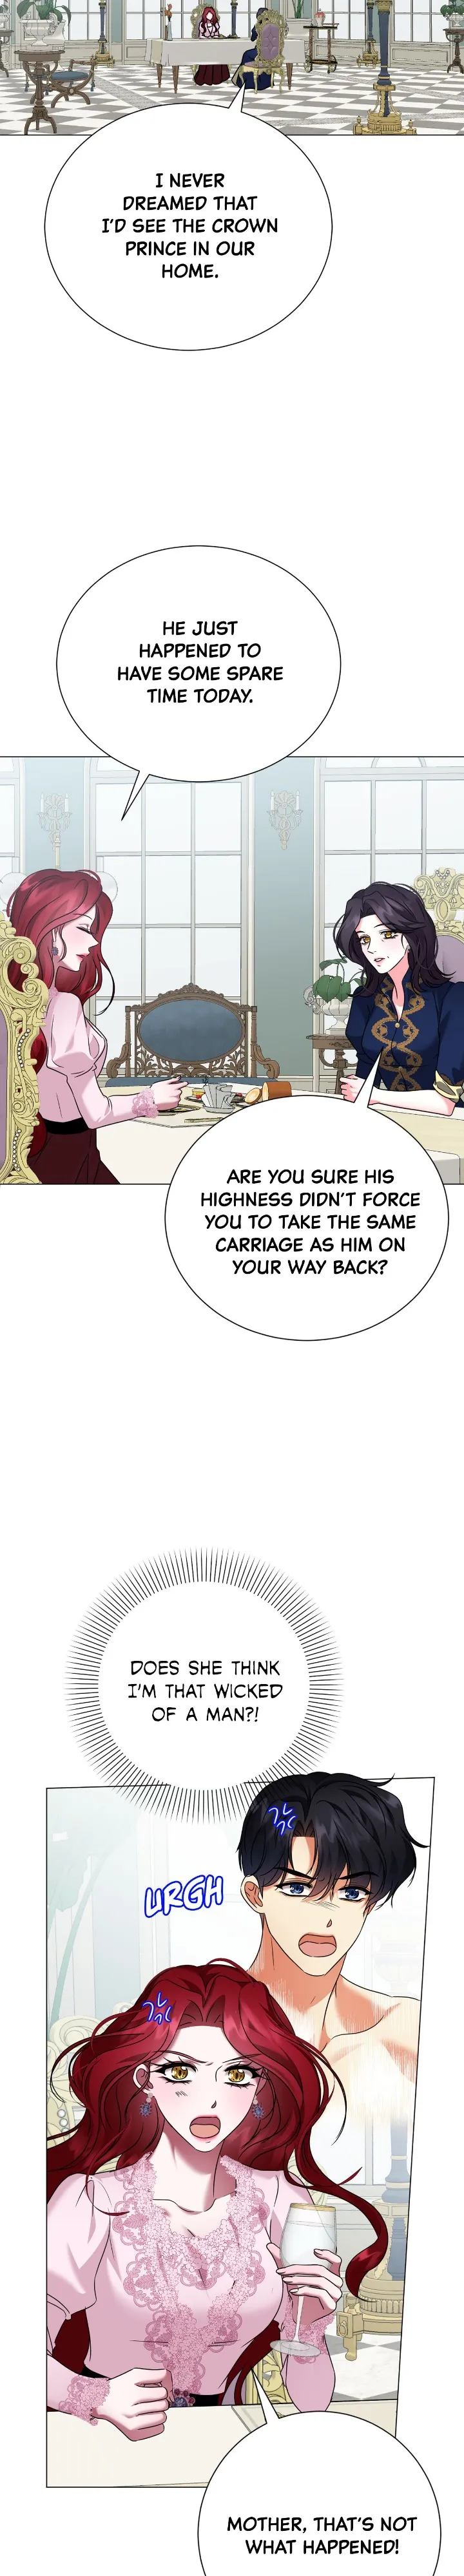 I NEVER
DREAMED THAT
I'D SEE THE CROWN
PRINCE IN OUR
HOME.
HE JUST
HAPPENED TO
HAVE SOME SPARE
TIME TODAY.
ARE YOU SURE HIS
HIGHNESS DIDN'T FORCE
YOU TO TAKE THE SAME
CARRIAGE AS HIM ON
YOUR WAY BACK?
DOES SHE THINK
I'M THAT WICKED
OF A MAN?!
URGH
MOTHER, THAT'S NOT
WHAT HAPPENED!